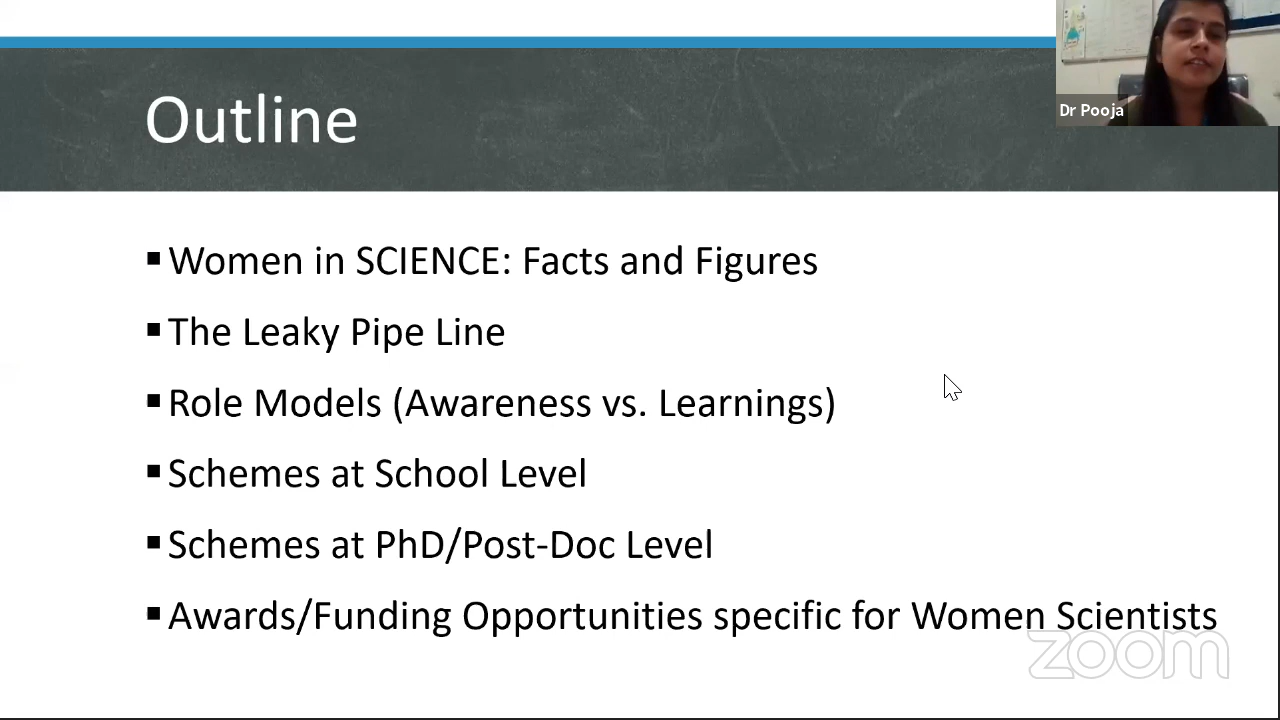 Dr Pooja
Outline
▪ Women in SCIENCE: Facts and Figures
▪ The Leaky Pipe Line
▪ Role Models (Awareness vs. Learnings)
▪ Schemes at School Level
▪ Schemes at PhD/Post-Doc Level
▪ Awards/Funding Opportunities specific for Women Scientists
zoom